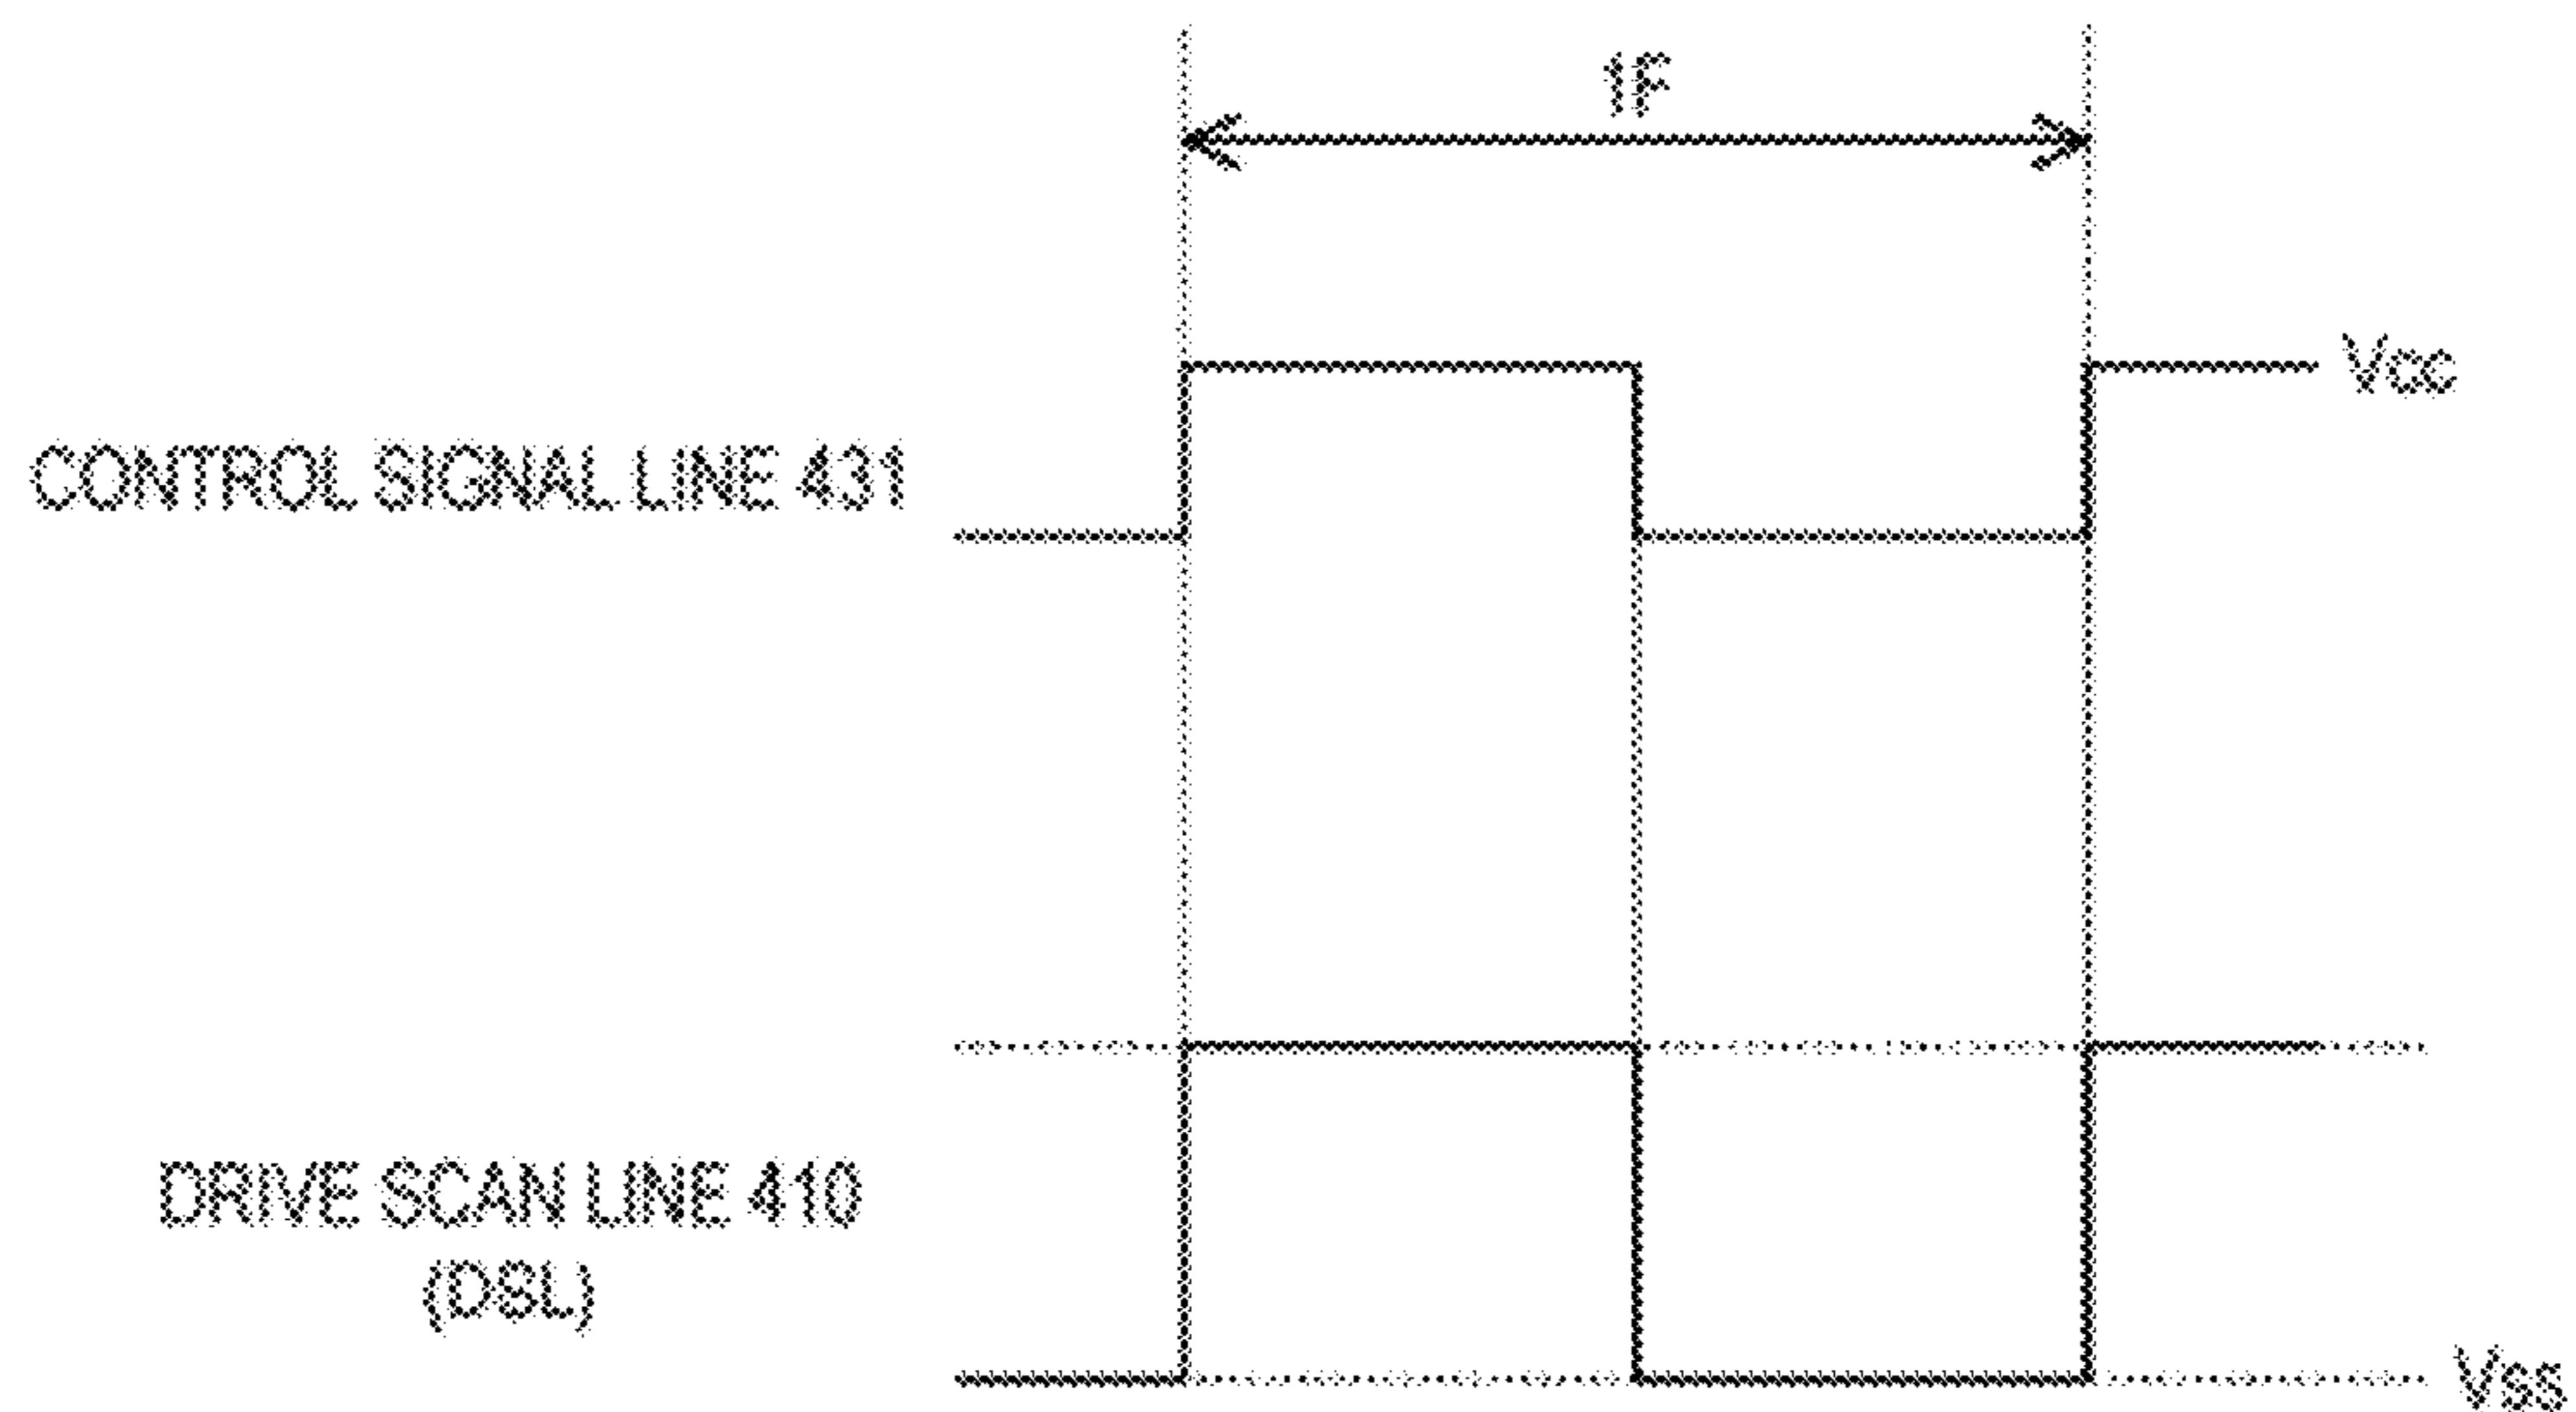 1F
Vcc
CONTROL SIGNAL LINE 431
DRIVE SCAN LINE 410
(DSL)
Vss